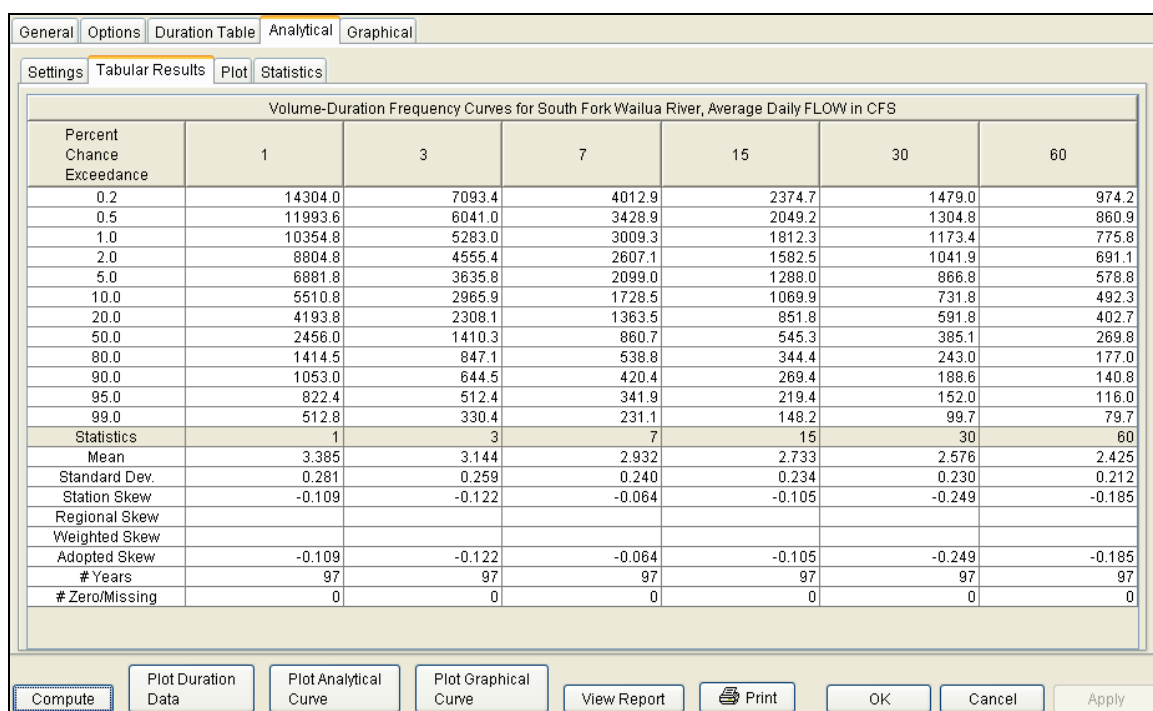 General Options Duration Table Analytical Graphical
Settings Tabular Results Plot Statistics
Volume-Duration Frequency Curves for South Fork Wailua River, Average Daily FLOW in CFS
Percent
Chance
Exceedance
1 3 7 15 30 60
0.2 14304.0 7093.4 4012.9 2374.7 1479.0 974.2
0.5 11993.6 6041.0 3428.9 2049.2 1304.8 860.9
1.0 10354.8 5283.0 3009.3 1812.3 1173.4 775.8
2.0 8804.8 4555.4 2607.1 1582.5 1041.9 691.1
5.0 6881.8 3635.8 2099.0 1288.0 866.8 578.8
10.0 5510.8 2965.9 1728.5 1069.9 731.8 492.3
20.0 4193.8 2308.1 1363.5 851.8 591.8 402.7
50.0 2456.0 1410.3 860.7 545.3 385.1 269.8
80.0 1414.5 847.1 538.8 344.4 243.0 177.0
90.0 1053.0 644.5 420.4 269.4 188.6 140.8
95.0 822.4 512.4 341.9 219.4 152.0 116.0
99.0 512.8 330.4 231.1 148.2 99.7 79.7
Statistics 1 3 7 15 30 60
Mean 3.385 3.144 2.932 2.733 2.576 2.425
Standard Dev. 0.281 0.259 0.240 0.234 0.230 0.212
Station Skew -0.109 -0.122 -0.064 -0.105 -0.249 -0.185
Regional Skew
Weighted Skew
Adopted Skew -0.109 -0.122 -0.064 -0.105 -0.249 -0.185
# Years 97 97 97 97 97 97
# Zero/Missing 0 0 0 0 0 0
Compute
Plot Duration
Data
Plot Analytical
Curve
Plot Graphical
Curve
View Report
Print
OK
Cancel
Apply